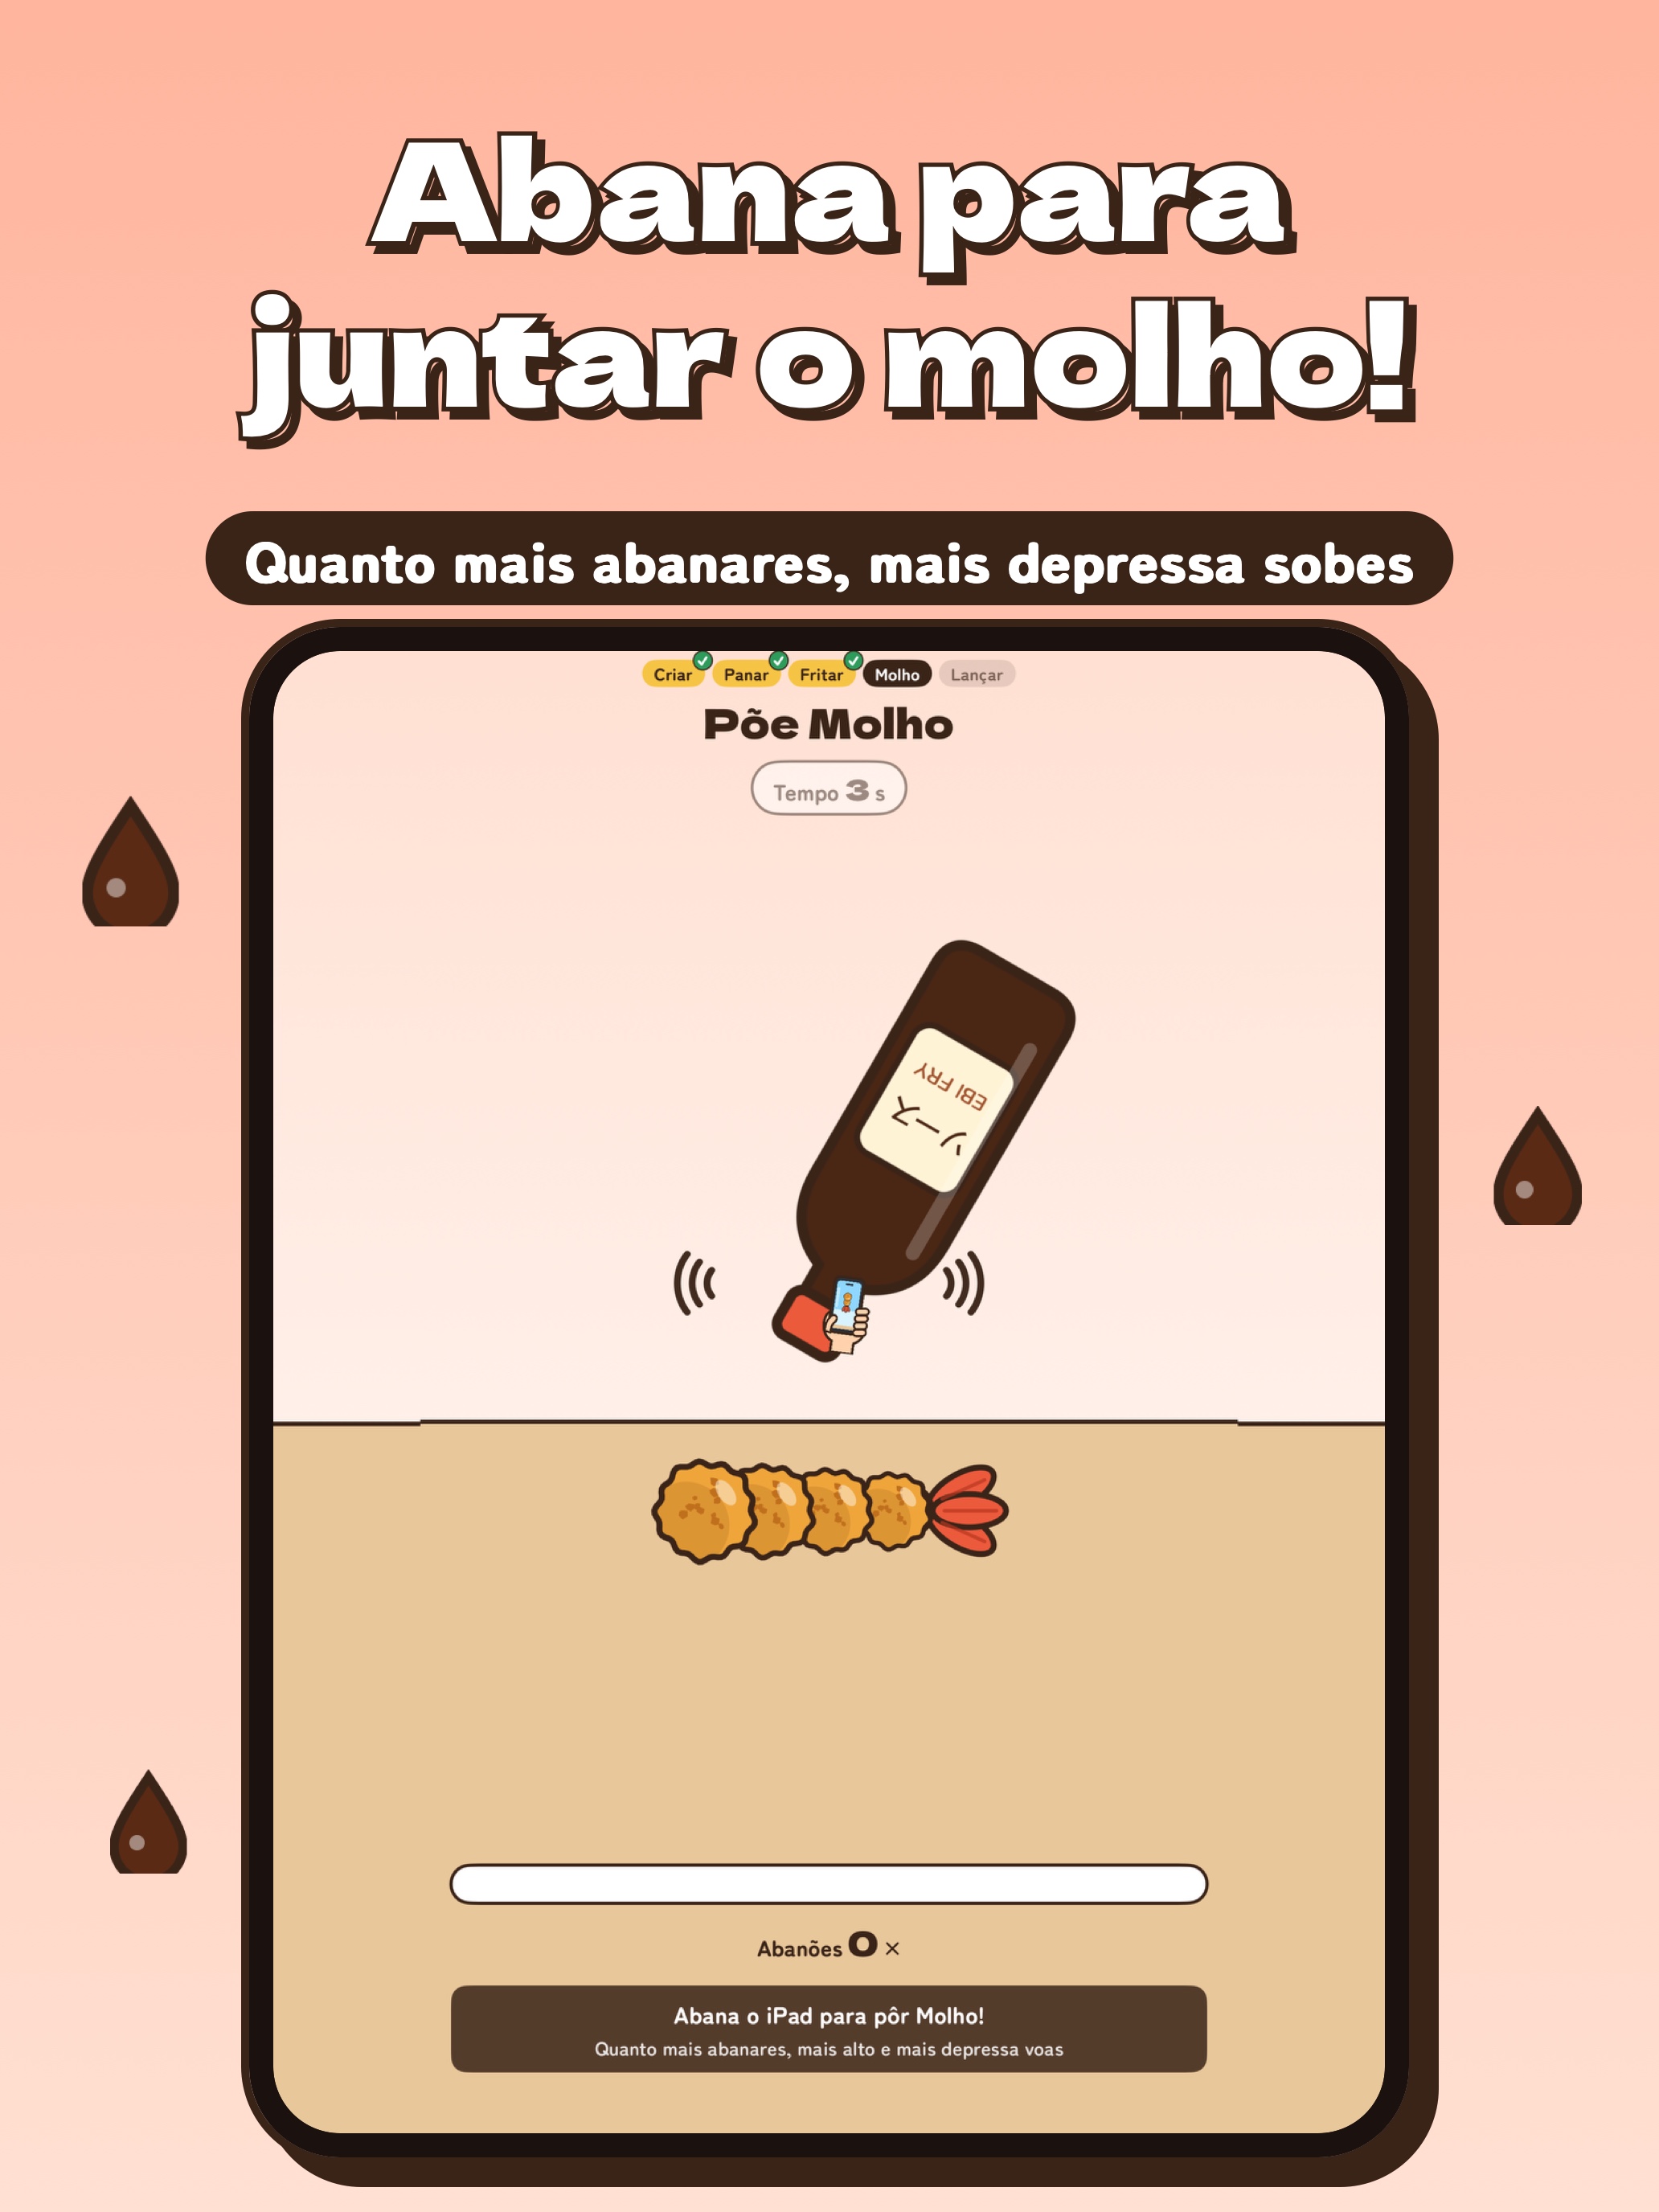 Abana para
juntar o molho!
Quanto mais abanares, mais depressa sobes
Criar Panar Fritar Molho Lançar
Põe Molho
Tempo 3 s
EBI FRY
ソース
Abanões 0 ×
Abana o iPad para pôr Molho!
Quanto mais abanares, mais alto e mais depressa voas